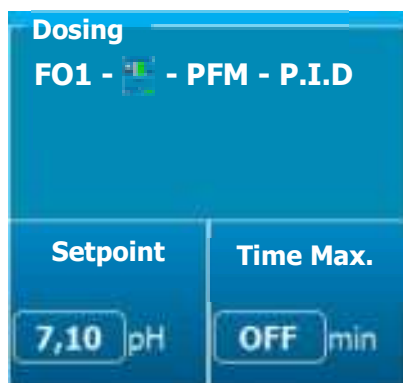 Dosing
FO1 - - PFM - P.I.D
Setpoint Time Max.
7,10 pH OFF min